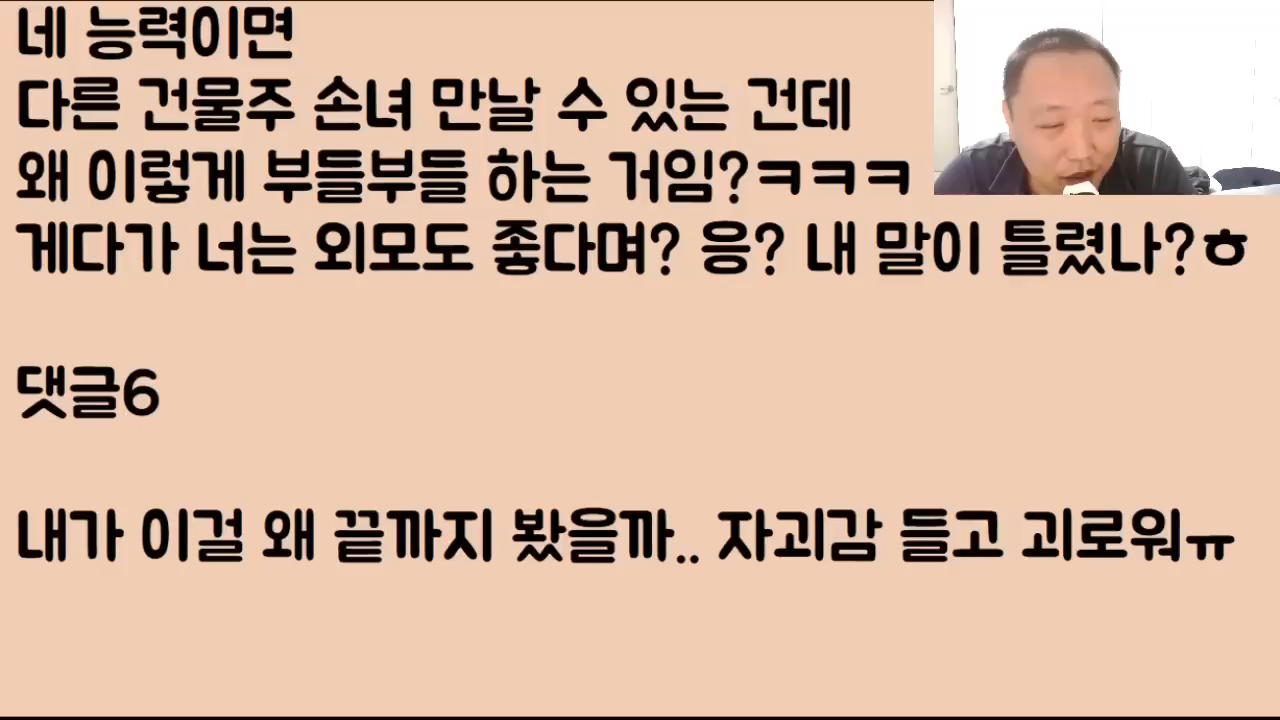 네 능력이면
다른 건물주 손녀 만날 수 있는 건데
왜 이렇게 부들부들 하는 거임?ㅋㅋㅋ
게다가 너는 외모도 좋다며? 응? 내 말이 틀렸나?ㅎ
댓글6
내가 이걸 왜 끝까지 봤을까.. 자괴감 들고 괴로워ㅠ